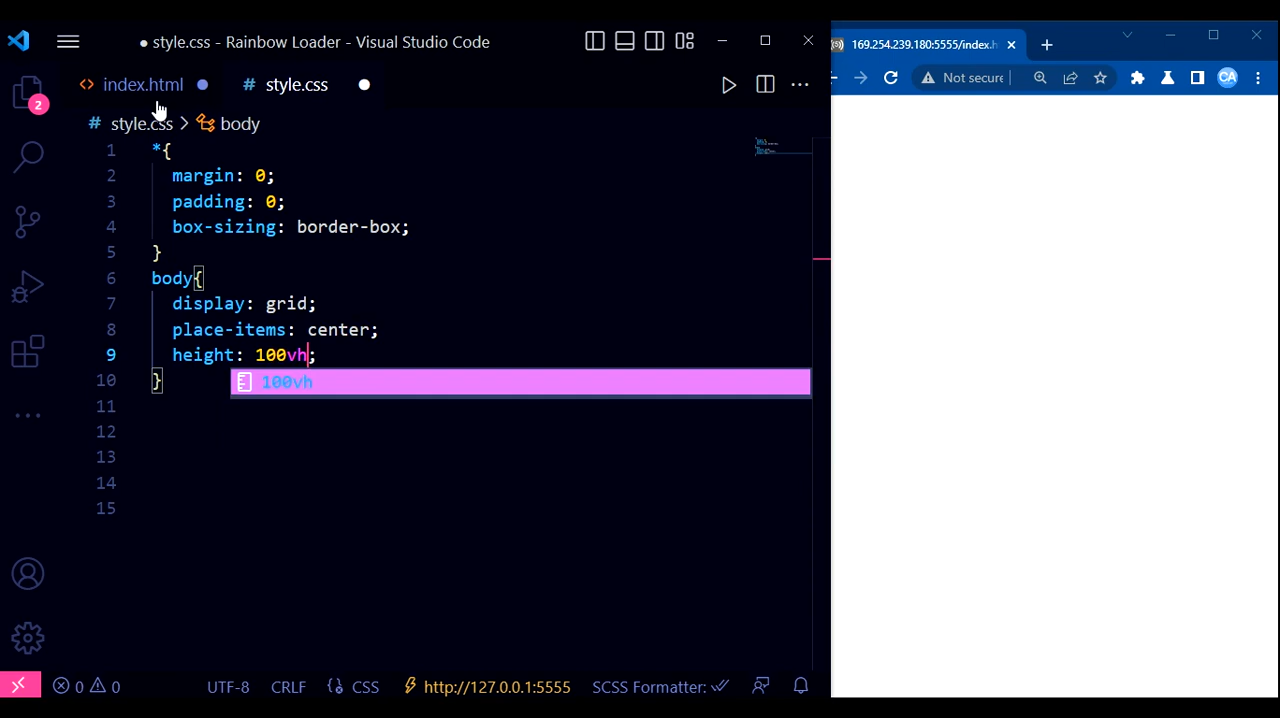 ● style.css - Rainbow Loader - Visual Studio Code
169.254.239.180:5555/index.h
Not secure
CA
index.html
# style.css
2
# style.css > body
1 *{
2 margin: 0;
3 padding: 0;
4 box-sizing: border-box;
5 }
6 body{
7 display: grid;
8 place-items: center;
9 height: 100vh;
10 }
100vh
11
12
13
14
15
0 0
UTF-8
CRLF
CSS
http://127.0.0.1:5555
SCSS Formatter: